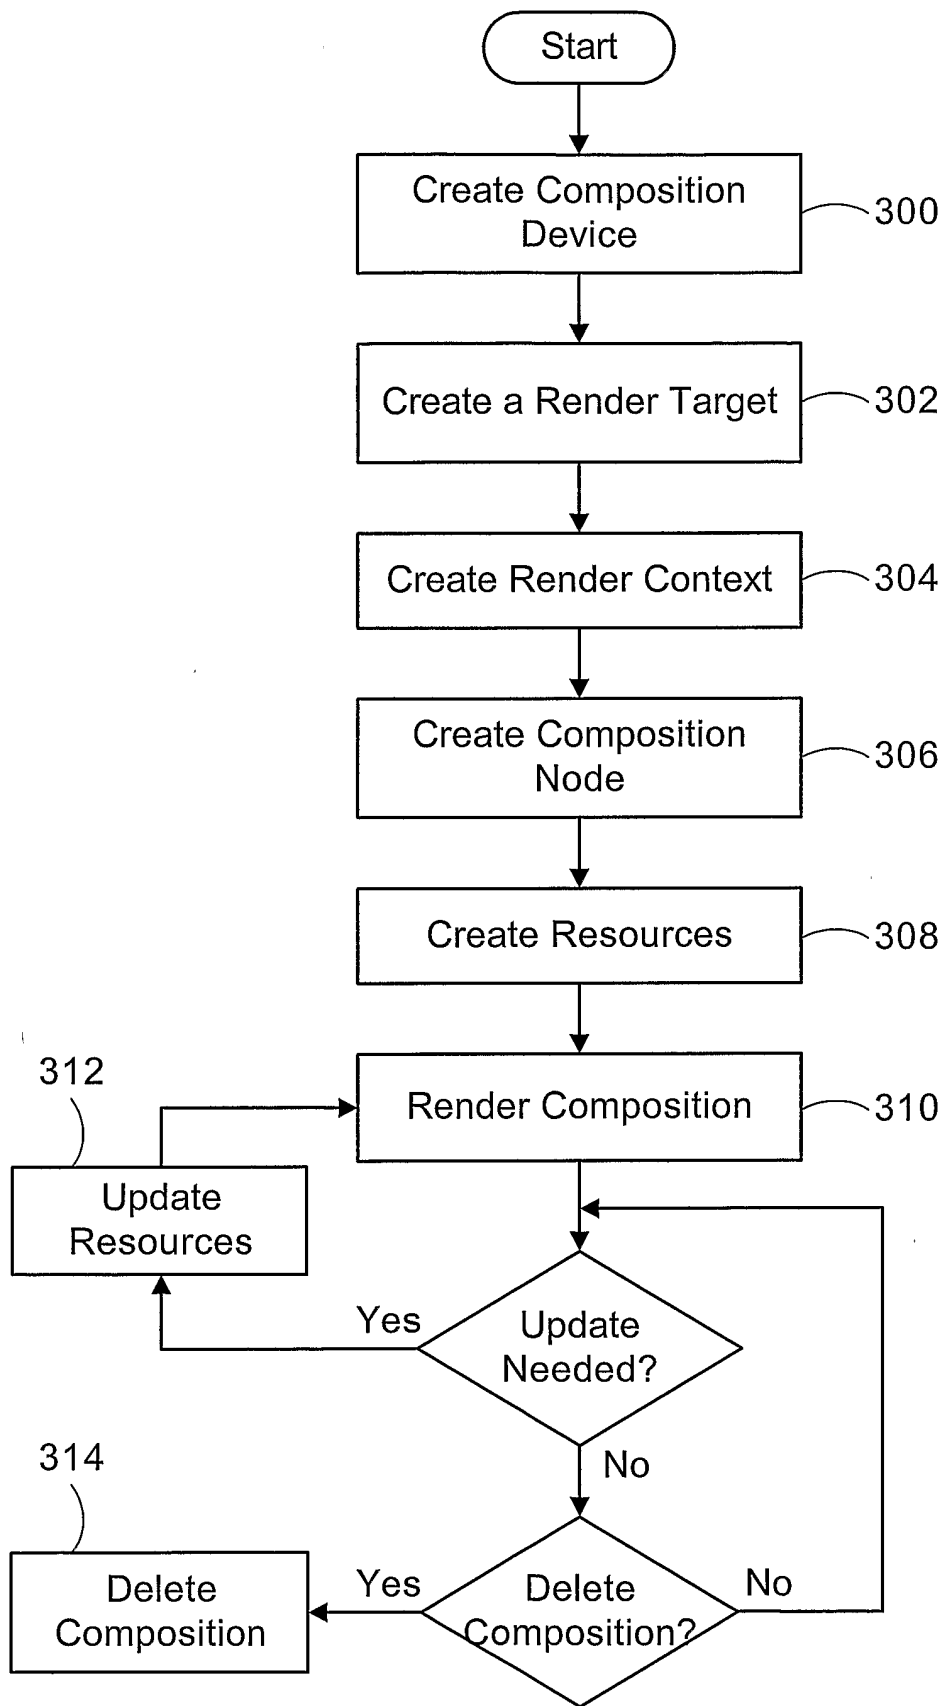 Start
Create Composition
Device
300
Create a Render Target
302
Create Render Context
304
Create Composition
Node
306
Create Resources
308
Render Composition
310
312
Update
Resources
Yes
Update
Needed?
No
314
Delete
Composition
Yes
Delete
Composition?
No